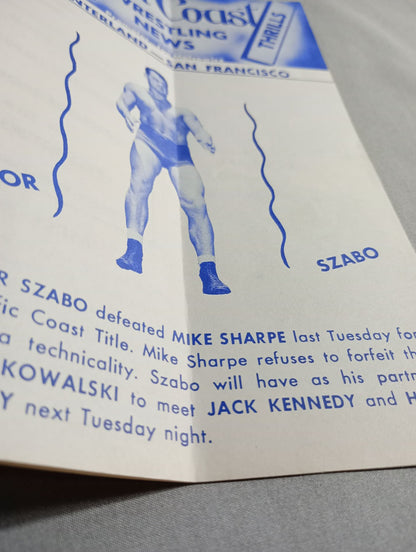 Coast
WRESTLING
NEWS
THRILLS
SAN FRANCISCO
OR
SZABO
R SZABO defeated MIKE SHARPE last Tuesday for
fic Coast Title. Mike Sharpe refuses to forfeit th
a technicality. Szabo will have as his partn
KOWALSKI to meet JACK KENNEDY and H
Y next Tuesday night.